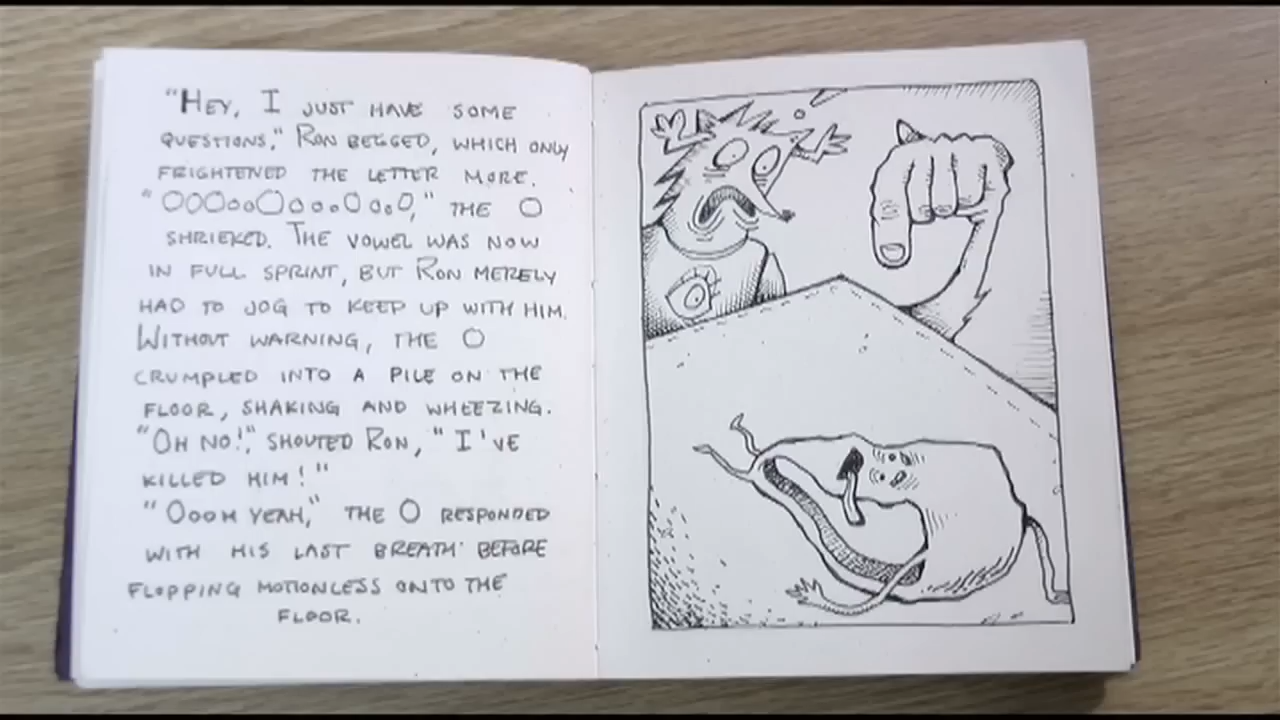 "HEY, I JUST HAVE SOME
QUESTIONS," RON BEGGED, WHICH ONLY
FRIGHTENED THE LETTER MORE.
"OOOooOoooOooO," THE O
SHRIEKED. THE VOWEL WAS NOW
IN FULL SPRINT, BUT RON MERELY
HAD TO JOG TO KEEP UP WITH HIM.
WITHOUT WARNING, THE O
CRUMPLED INTO A PILE ON THE
FLOOR, SHAKING AND WHEEZING.
"OH NO!," SHOUTED RON, "I'VE
KILLED HIM!"
"OOOH YEAH," THE O RESPONDED
WITH HIS LAST BREATH BEFORE
FLOPPING MOTIONLESS ONTO THE
FLOOR.